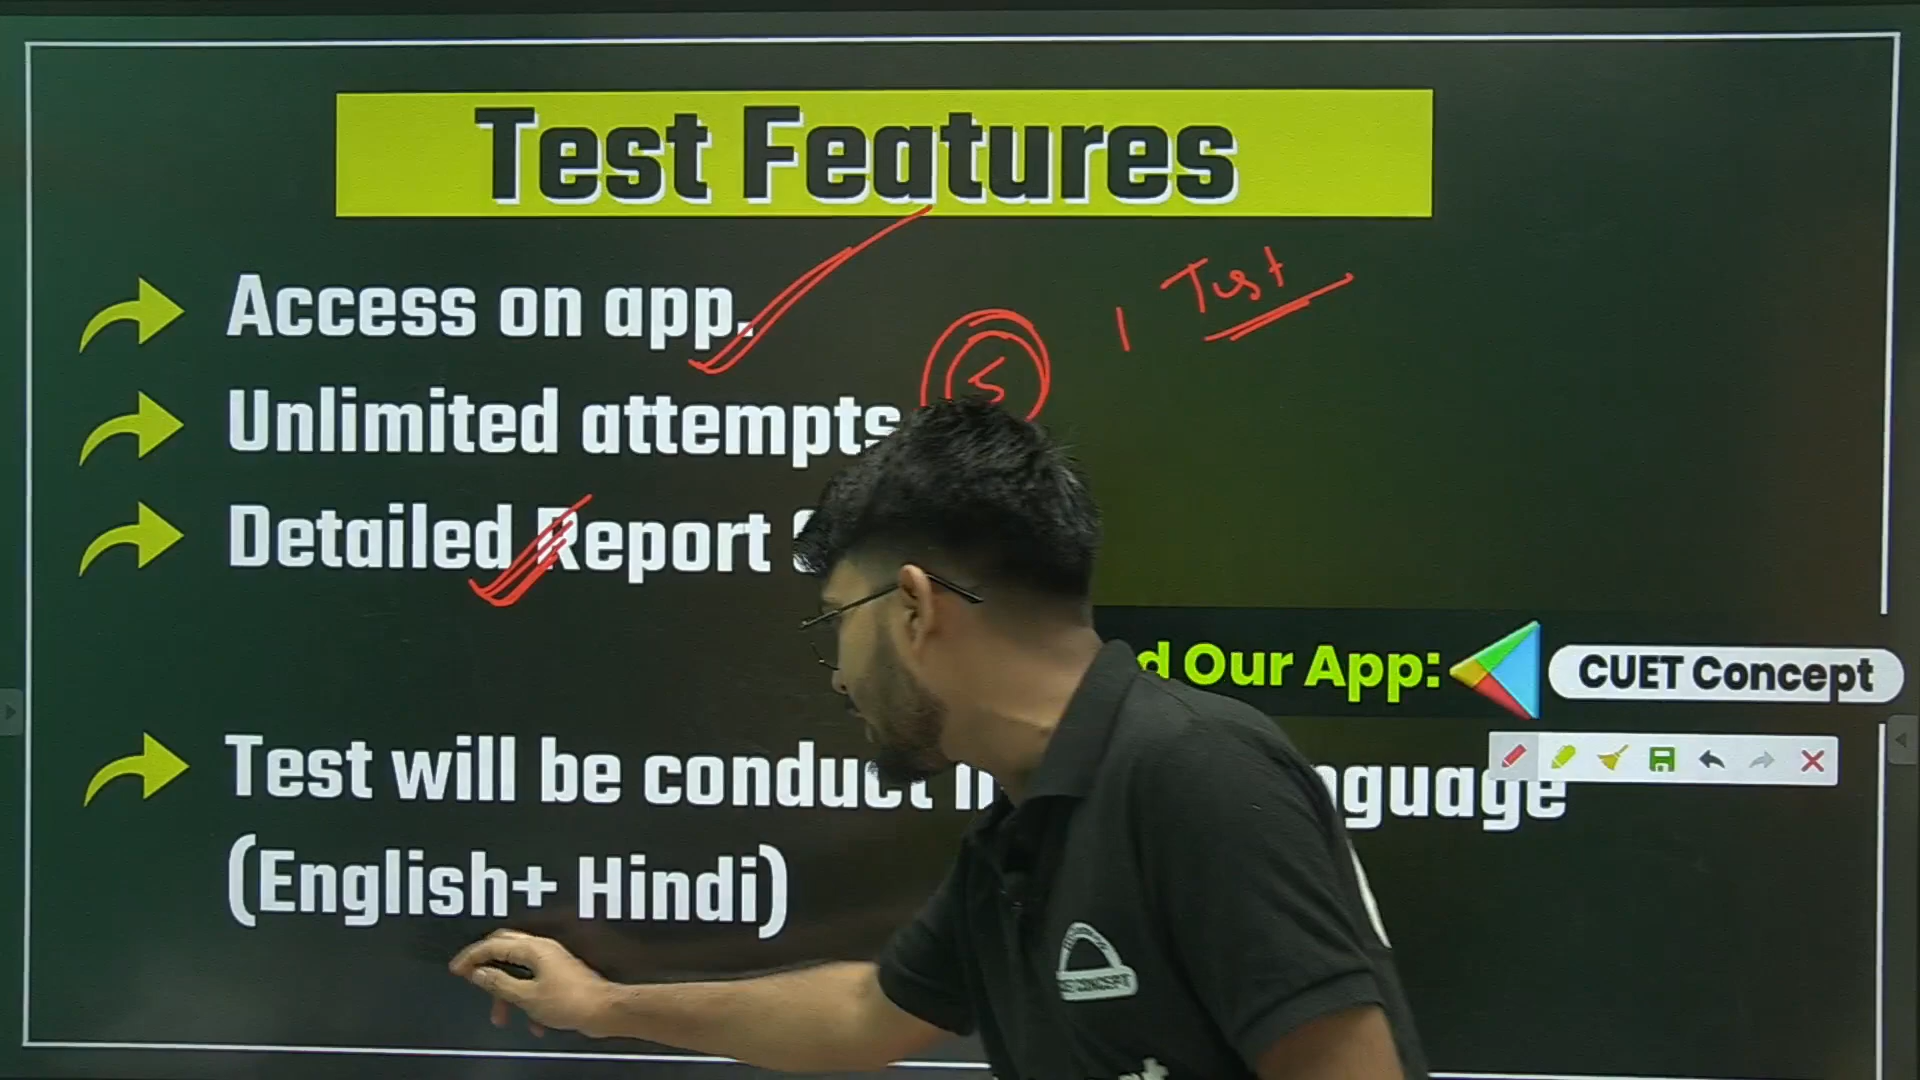 Test Features
Access on app.
1 Test
Unlimited attempts
5
Detailed Report
Our App: CUET Concept
Test will be conduct
(English+ Hindi)
CONCEPT